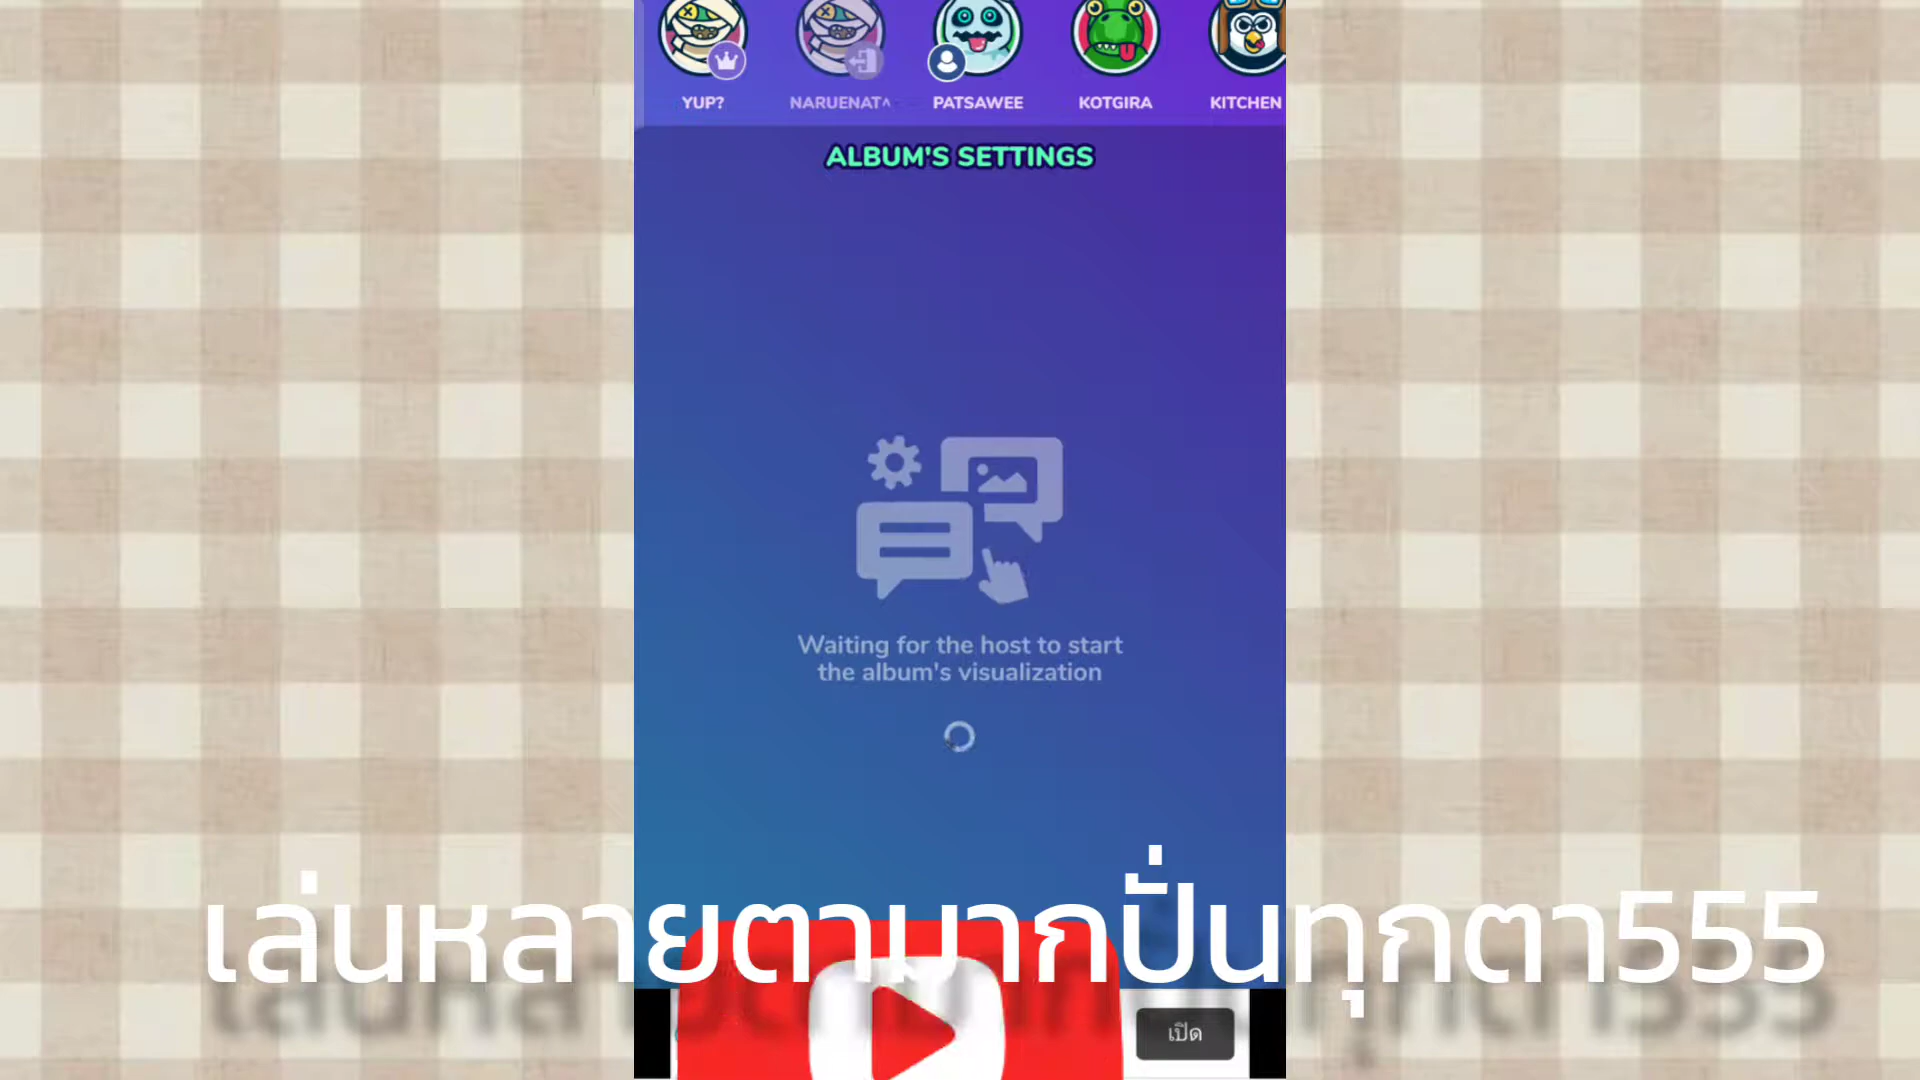 YUP?
NARUENAT^
PATSAWEE
KOTGIRA
KITCHEN
ALBUM'S SETTINGS
Waiting for the host to start
the album's visualization
เล่นหลายตามากปั่นทุกตา555
เปิด